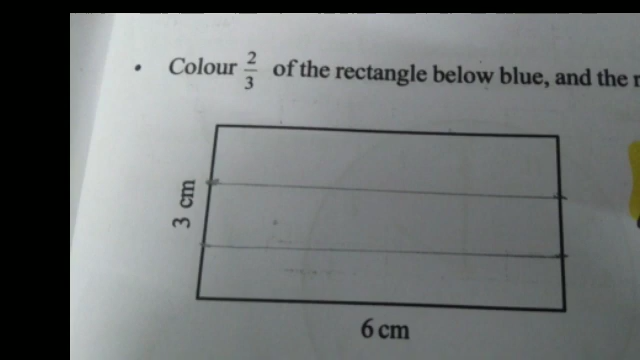 • Colour 2/3 of the rectangle below blue, and the
3 cm
6 cm